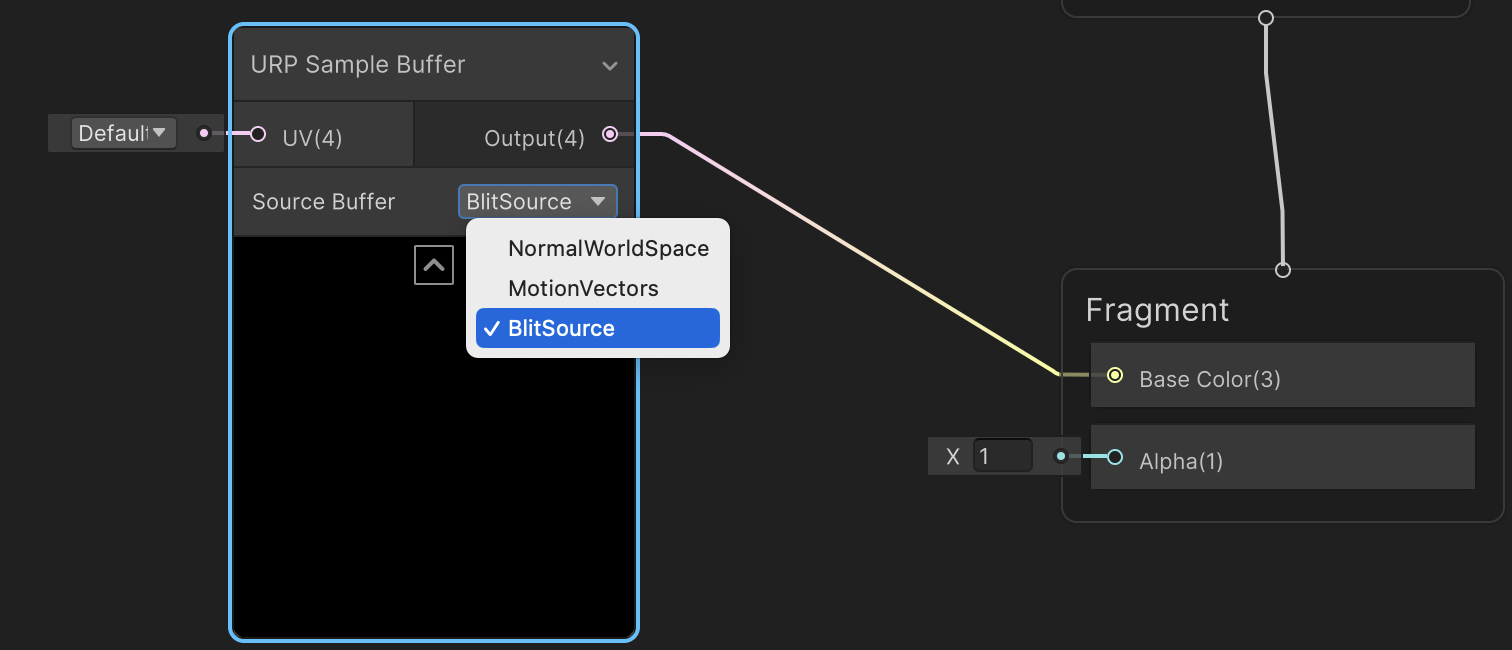 URP Sample Buffer
Defaul
UV(4)
Output(4)
Source Buffer
BlitSource
NormalWorldSpace
MotionVectors
BlitSource
Fragment
Base Color(3)
X 1
Alpha(1)